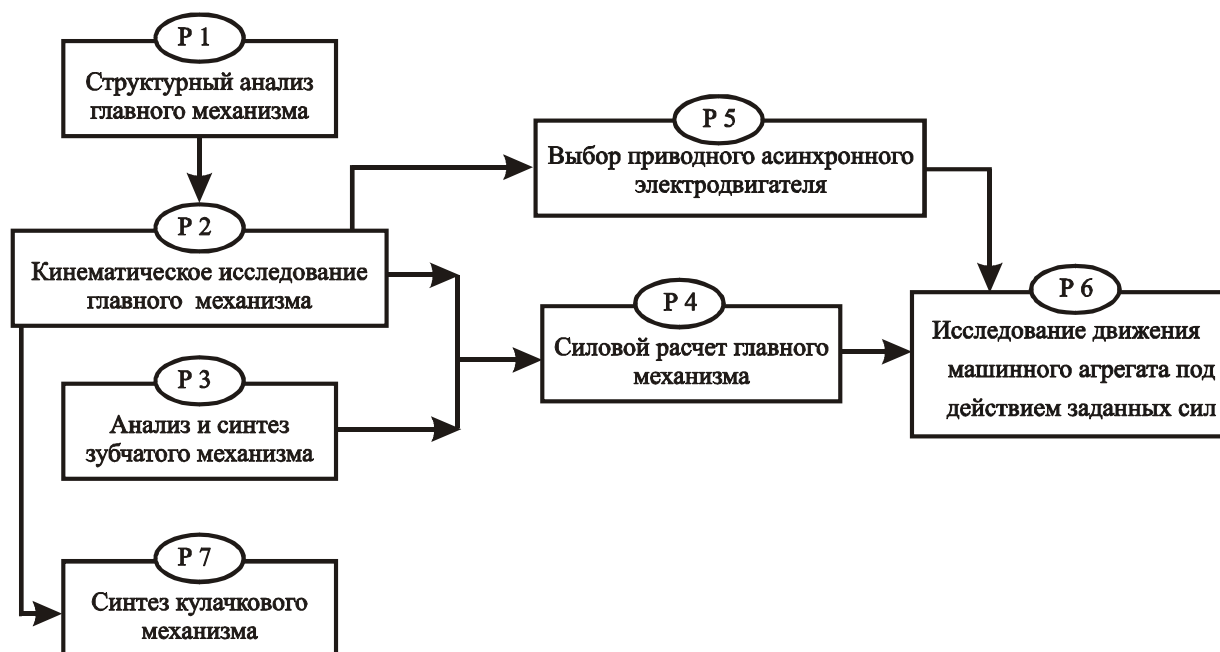 Р 1
Структурный анализ
главного механизма
Р 2
Кинематическое исследование
главного механизма
Р 3
Анализ и синтез
зубчатого механизма
Р 7
Синтез кулачкового
механизма
Р 5
Выбор приводного асинхронного
электродвигателя
Р 4
Силовой расчет главного
механизма
Р 6
Исследование движения
машинного агрегата под
действием заданных сил